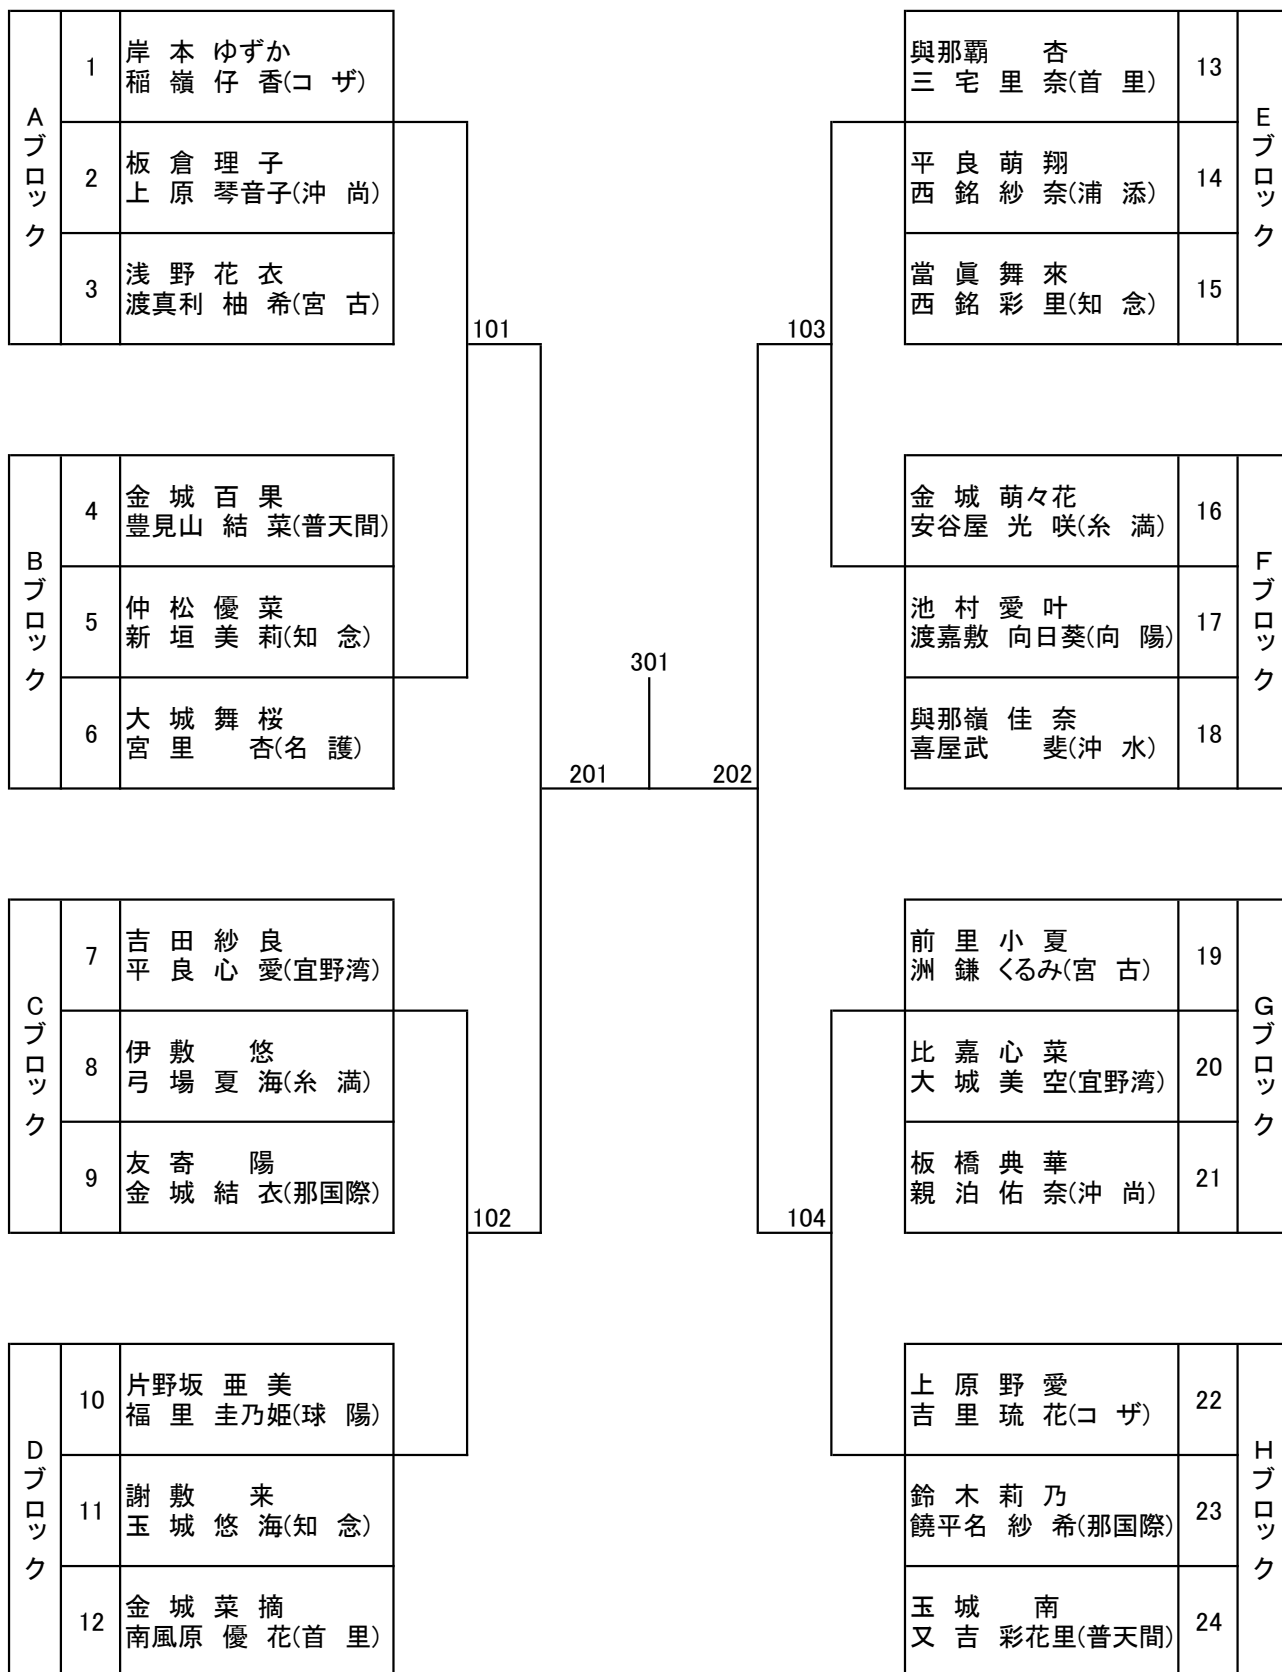 Aブロック
1
岸 本 ゆずか
稲 嶺 仔 香(コ ザ)
2
板 倉 理 子
上 原 琴音子(沖 尚)
3
浅 野 花 衣
渡真利 柚 希(宮 古)
101
Bブロック
4
金 城 百 果
豊見山 結 菜(普天間)
5
仲 松 優 菜
新 垣 美 莉(知 念)
6
大 城 舞 桜
宮 里 杏(名 護)
201
Cブロック
7
吉 田 紗 良
平 良 心 愛(宜野湾)
8
伊 敷 悠
弓 場 夏 海(糸 満)
9
友 寄 陽
金 城 結 衣(那国際)
102
Dブロック
10
片野坂 亜 美
福 里 圭乃姫(球 陽)
11
謝 敷 来
玉 城 悠 海(知 念)
12
金 城 菜 摘
南風原 優 花(首 里)
301
Eブロック
與那覇 杏
三 宅 里 奈(首 里)
13
平 良 萌 翔
西 銘 紗 奈(浦 添)
14
當 眞 舞 來
西 銘 彩 里(知 念)
15
103
Fブロック
金 城 萌々花
安谷屋 光 咲(糸 満)
16
池 村 愛 叶
渡嘉敷 向日葵(向 陽)
17
與那嶺 佳 奈
喜屋武 斐(沖 水)
18
202
Gブロック
前 里 小 夏
洲 鎌 くるみ(宮 古)
19
比 嘉 心 菜
大 城 美 空(宜野湾)
20
板 橋 典 華
親 泊 佑 奈(沖 尚)
21
104
Hブロック
上 原 野 愛
吉 里 琉 花(コ ザ)
22
鈴 木 莉 乃
饒平名 紗 希(那国際)
23
玉 城 南
又 吉 彩花里(普天間)
24